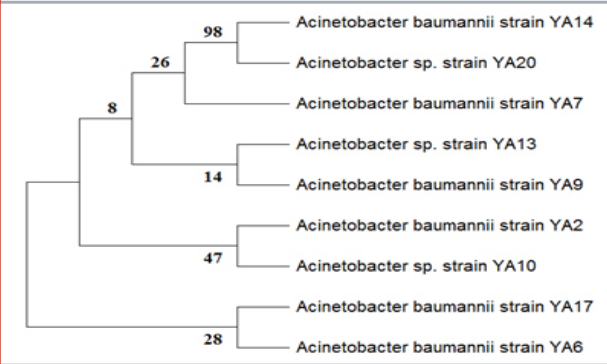 Acinetobacter baumannii strain YA14
98
Acinetobacter sp. strain YA20
26
Acinetobacter baumannii strain YA7
8
Acinetobacter sp. strain YA13
14
Acinetobacter baumannii strain YA9
Acinetobacter baumannii strain YA2
47
Acinetobacter sp. strain YA10
Acinetobacter baumannii strain YA17
28
Acinetobacter baumannii strain YA6